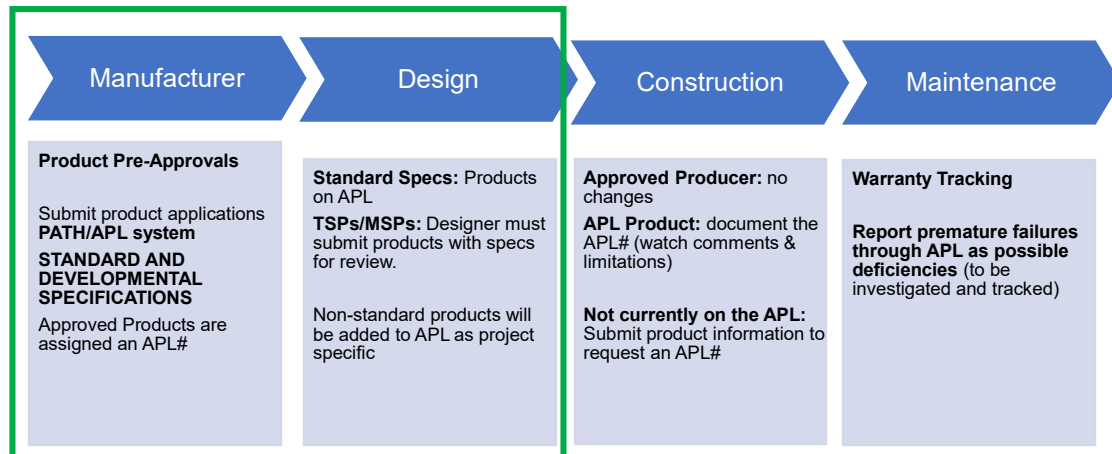 Manufacturer
Design
Construction
Maintenance
Product Pre-Approvals
Submit product applications
PATH/APL system
STANDARD AND
DEVELOPMENTAL
SPECIFICATIONS
Approved Products are
assigned an APL#
Standard Specs: Products
on APL
TSPs/MSPs: Designer must
submit products with specs
for review.
Non-standard products will
be added to APL as project
specific
Approved Producer: no
changes
APL Product: document the
APL# (watch comments &
limitations)
Not currently on the APL:
Submit product information to
request an APL#
Warranty Tracking
Report premature failures
through APL as possible
deficiencies (to be
investigated and tracked)